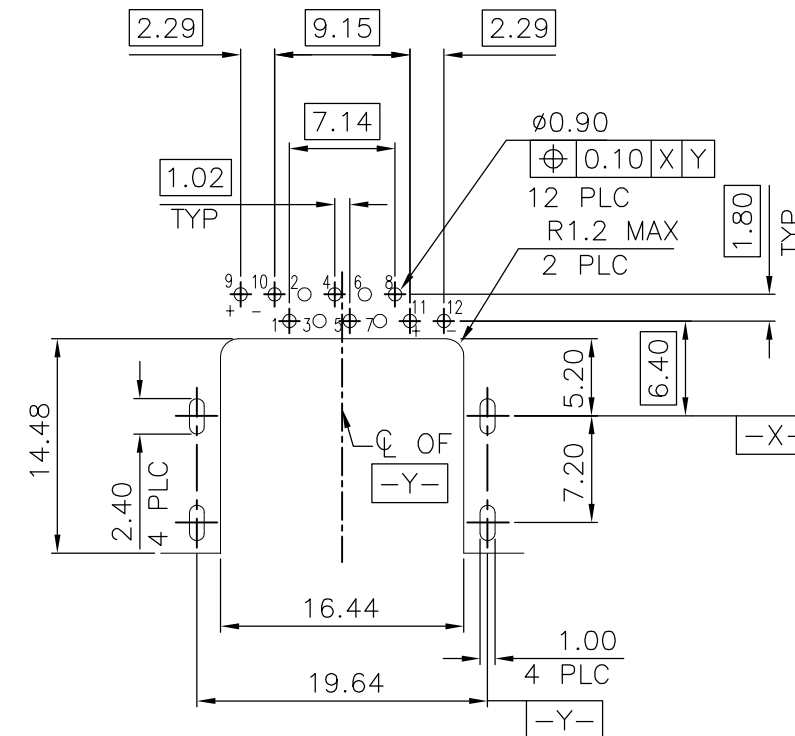 2.29 9.15 2.29
7.14
ø0.90
⌖ 0.10 X Y
12 PLC
1.02
TYP
R1.2 MAX
2 PLC
1.80
TYP
9 10 2 4 6 8
+ -
1 3 5 7 11 12
+ -
5.20
6.40
14.48
2.40
4 PLC
℄ OF
-Y-
-X-
7.20
16.44
1.00
4 PLC
19.64
-Y-